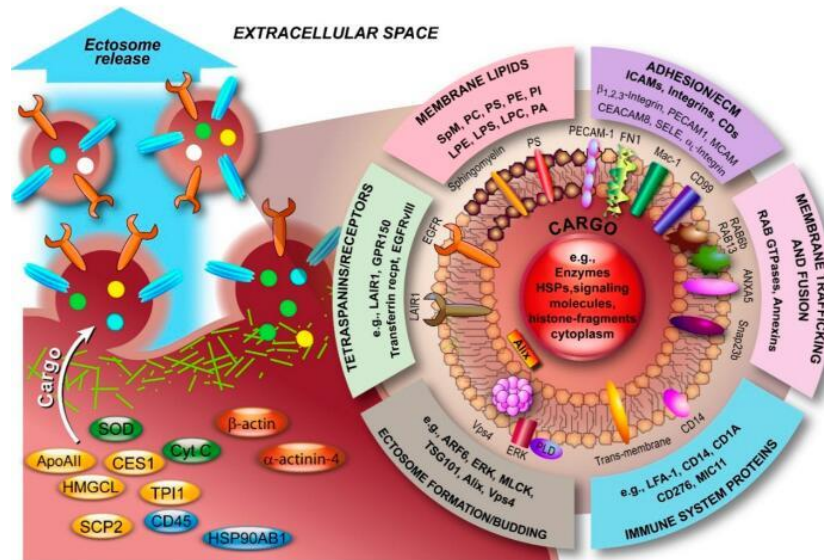 Ectosome
release
EXTRACELLULAR SPACE
MEMBRANE LIPIDS
SpM, PC, PS, PE, PI
LPE, LPS, LPC, PA
ADHESION/ECM
ICAMs, Integrins, CDs
β1,2,3-Integrin, PECAM1, MCAM
CEACAM8, SELE, αL-Integrin
MEMBRANE TRAFFICKING
AND FUSION
RAB GTPases, Annexins
TETRASPANINS/RECEPTORS
e.g., LAIR1, GPR150
Transferrin recpt, EGFRvIII
Sphingomyelin
PS
PECAM-1
FN1
Mac-1
CD99
RAB6b
RAB13
ANXA5
Snap23b
CD14
Trans-membrane
EGFR
LAIR1
CARGO
e.g.,
Enzymes
HSPs,signaling
molecules,
histone-fragments
cytoplasm
Alix
Vps4
ERK
PLD
e.g., ARF6, ERK, MLCK,
TSG101, Alix, Vps4
ECTOSOME FORMATION/BUDDING
e.g., LFA-1, CD14, CD1A
CD276, MIC11
IMMUNE SYSTEM PROTEINS
Cargo
SOD
β-actin
Cyt C
α-actinin-4
ApoAII
CES1
HMGCL
TPI1
SCP2
CD45
HSP90AB1